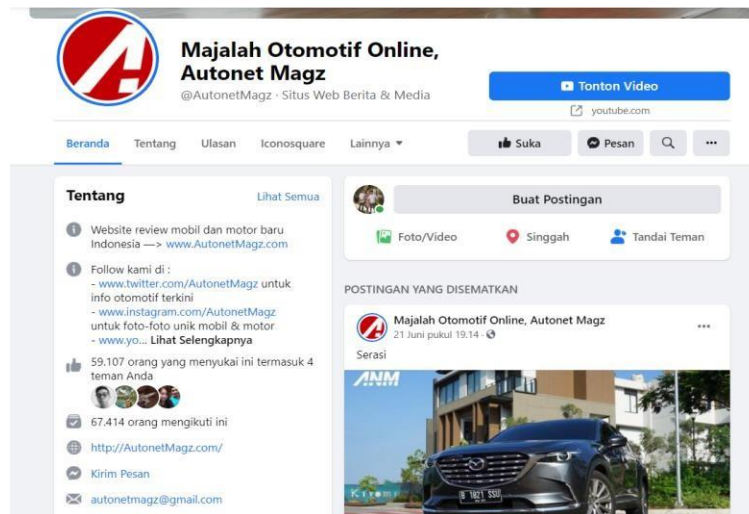 Majalah Otomotif Online,
Autonet Magz
@AutonetMagz · Situs Web Berita & Media
Tonton Video
youtube.com
Beranda Tentang Ulasan Iconosquare Lainnya
Suka Pesan
Tentang
Lihat Semua
Website review mobil dan motor baru
Indonesia —> www.AutonetMagz.com
Follow kami di :
- www.twitter.com/AutonetMagz untuk
info otomotif terkini
- www.instagram.com/AutonetMagz
untuk foto-foto unik mobil & motor
- www.yo... Lihat Selengkapnya
59.107 orang yang menyukai ini termasuk 4
teman Anda
67.414 orang mengikuti ini
http://AutonetMagz.com/
Kirim Pesan
autonetmagz@gmail.com
Buat Postingan
Foto/Video Singgah Tandai Teman
POSTINGAN YANG DISEMATKAN
Majalah Otomotif Online, Autonet Magz
21 Juni pukul 19.14 ·
Serasi
ANM
Kiyomi
B 1821 SSU